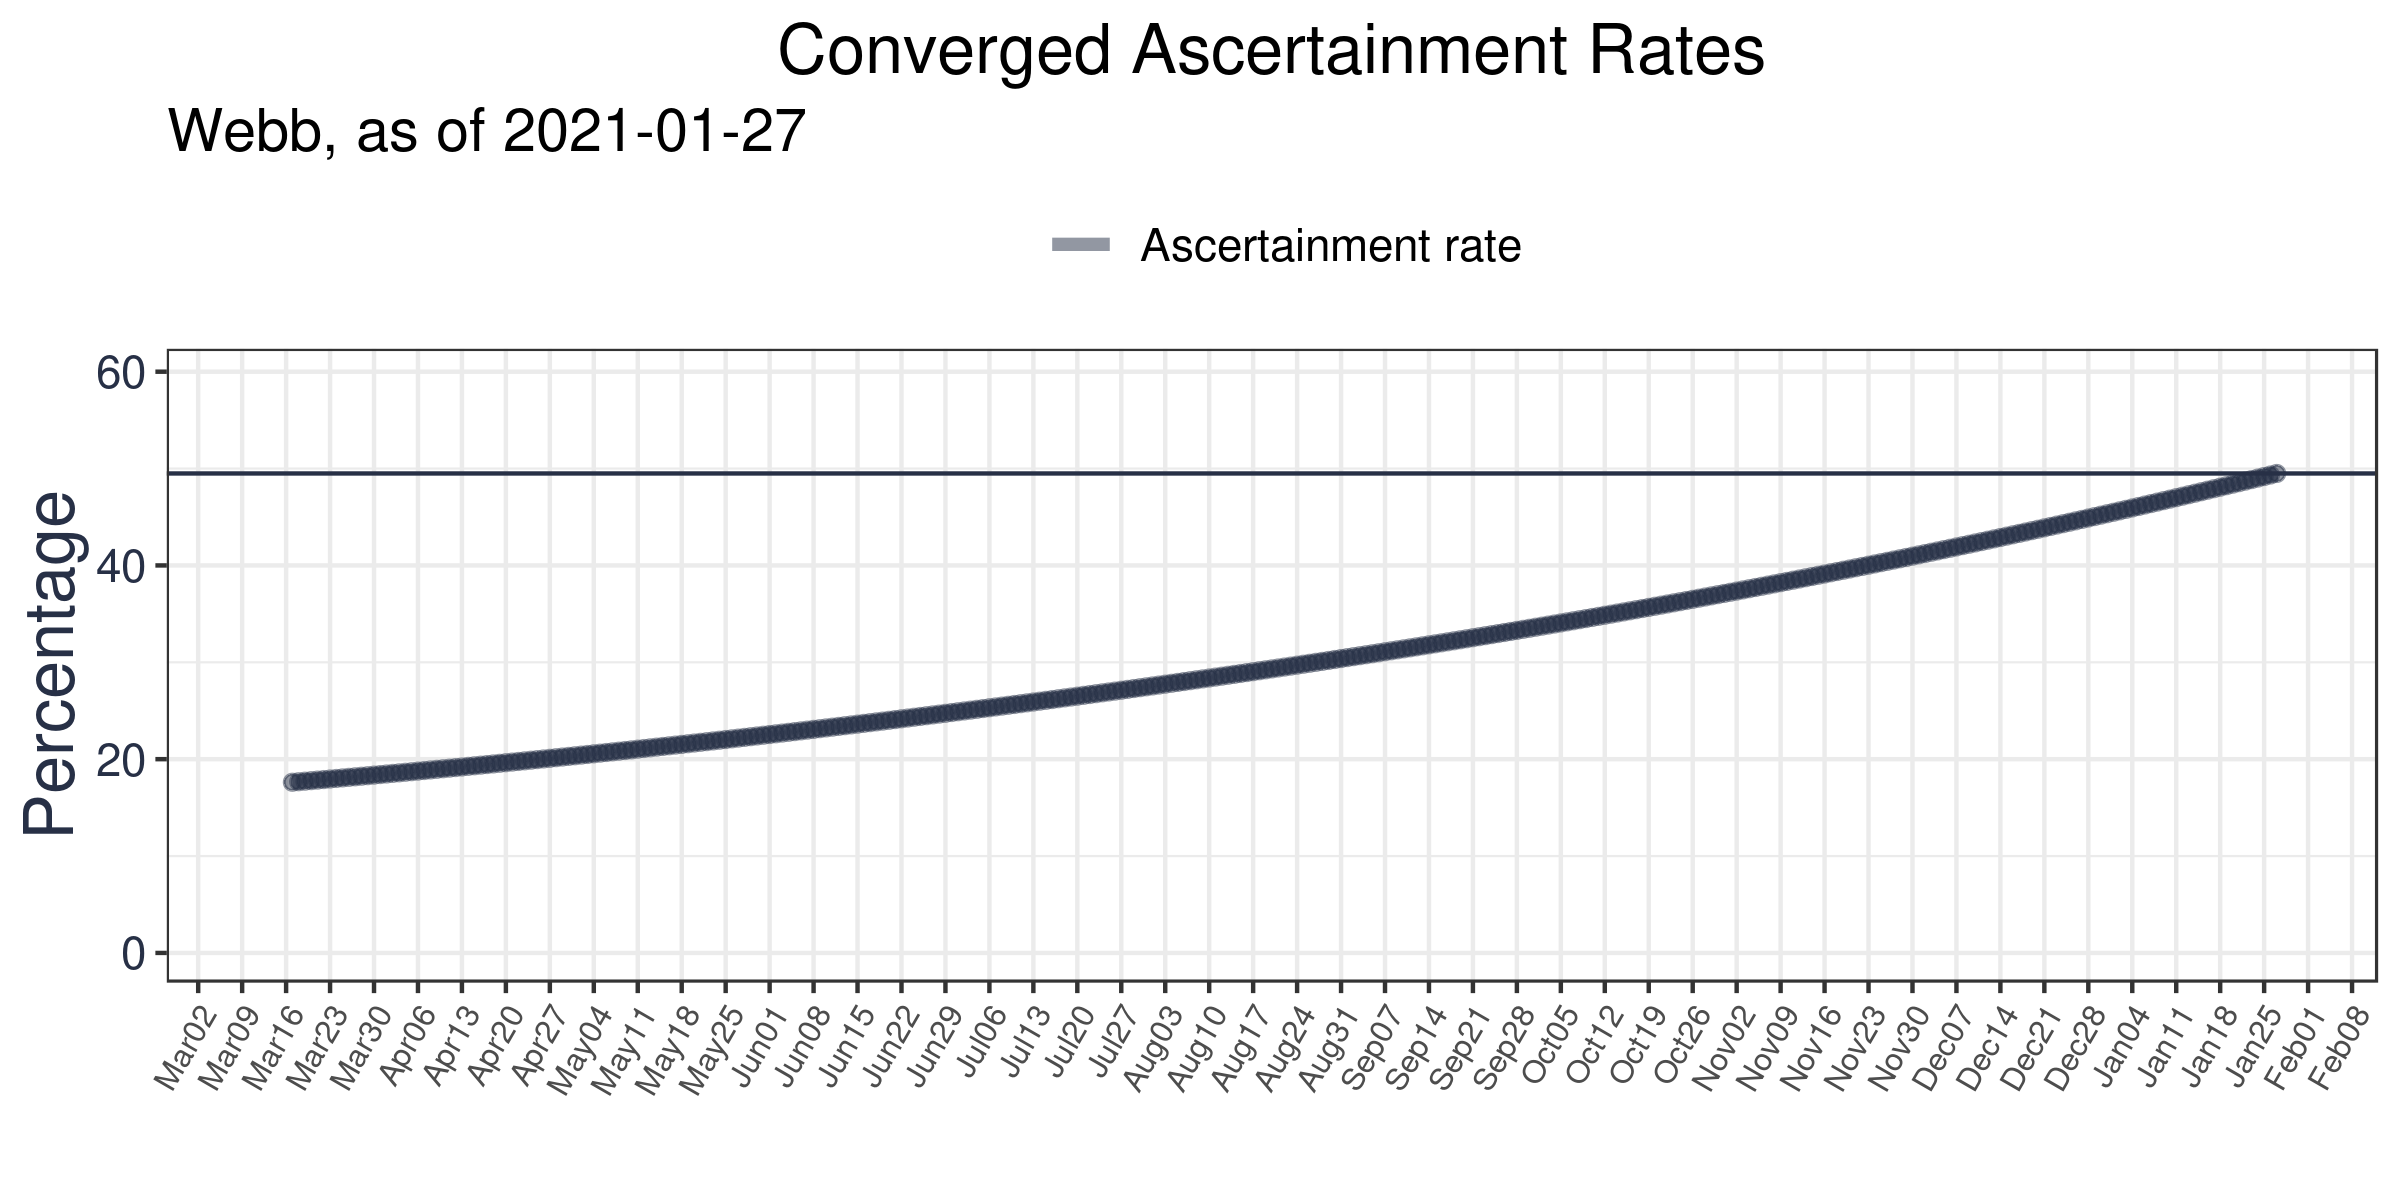 Converged Ascertainment Rates
Webb, as of 2021-01-27
Ascertainment rate
Percentage
60
40
20
0
Mar02 Mar09 Mar16 Mar23 Mar30 Apr06 Apr13 Apr20 Apr27 May04 May11 May18 May25 Jun01 Jun08 Jun15 Jun22 Jun29 Jul06 Jul13 Jul20 Jul27 Aug03 Aug10 Aug17 Aug24 Aug31 Sep07 Sep14 Sep21 Sep28 Oct05 Oct12 Oct19 Oct26 Nov02 Nov09 Nov16 Nov23 Nov30 Dec07 Dec14 Dec21 Dec28 Jan04 Jan11 Jan18 Jan25 Feb01 Feb08